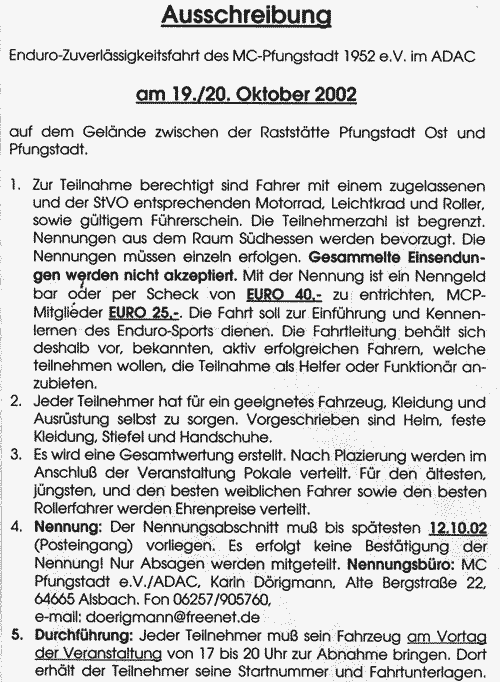 Ausschreibung
Enduro-Zuverlässigkeitsfahrt des MC-Pfungstadt 1952 e.V. im ADAC
am 19./20. Oktober 2002
auf dem Gelände zwischen der Raststätte Pfungstadt Ost und
Pfungstadt.
1. Zur Teilnahme berechtigt sind Fahrer mit einem zugelassenen
und der StVO entsprechenden Motorrad, Leichtkrad und Roller,
sowie gültigem Führerschein. Die Teilnehmerzahl ist begrenzt.
Nennungen aus dem Raum Südhessen werden bevorzugt. Die
Nennungen müssen einzeln erfolgen. Gesammelte Einsendun-
gen werden nicht akzeptiert. Mit der Nennung ist ein Nenngeld
bar oder per Scheck von EURO 40,- zu entrichten, MCP-
Mitglieder EURO 25,-. Die Fahrt soll zur Einführung und Kennen-
lernen des Enduro-Sports dienen. Die Fahrtleitung behält sich
deshalb vor, bekannten, aktiv erfolgreichen Fahrern, welche
teilnehmen wollen, die Teilnahme als Helfer oder Funktionär an-
zubieten.
2. Jeder Teilnehmer hat für ein geeignetes Fahrzeug, Kleidung und
Ausrüstung selbst zu sorgen. Vorgeschrieben sind Helm, feste
Kleidung, Stiefel und Handschuhe.
3. Es wird eine Gesamtwertung erstellt. Nach Plazierung werden im
Anschluß der Veranstaltung Pokale verteilt. Für den ältesten,
jüngsten, und den besten weiblichen Fahrer sowie den besten
Rollerfahrer werden Ehrenpreise verteilt.
4. Nennung: Der Nennungsabschnitt muß bis spätesten 12.10.02
(Posteingang) vorliegen. Es erfolgt keine Bestätigung der
Nennung! Nur Absagen werden mitgeteilt. Nennungsbüro: MC
Pfungstadt e.V./ADAC, Karin Dörigmann, Alte Bergstraße 22,
64665 Alsbach. Fon 06257/905760,
e-mail: doerigmann@freenet.de
5. Durchführung: Jeder Teilnehmer muß sein Fahrzeug am Vortag
der Veranstaltung von 17 bis 20 Uhr zur Abnahme bringen. Dort
erhält der Teilnehmer seine Startnummer und Fahrtunterlagen.